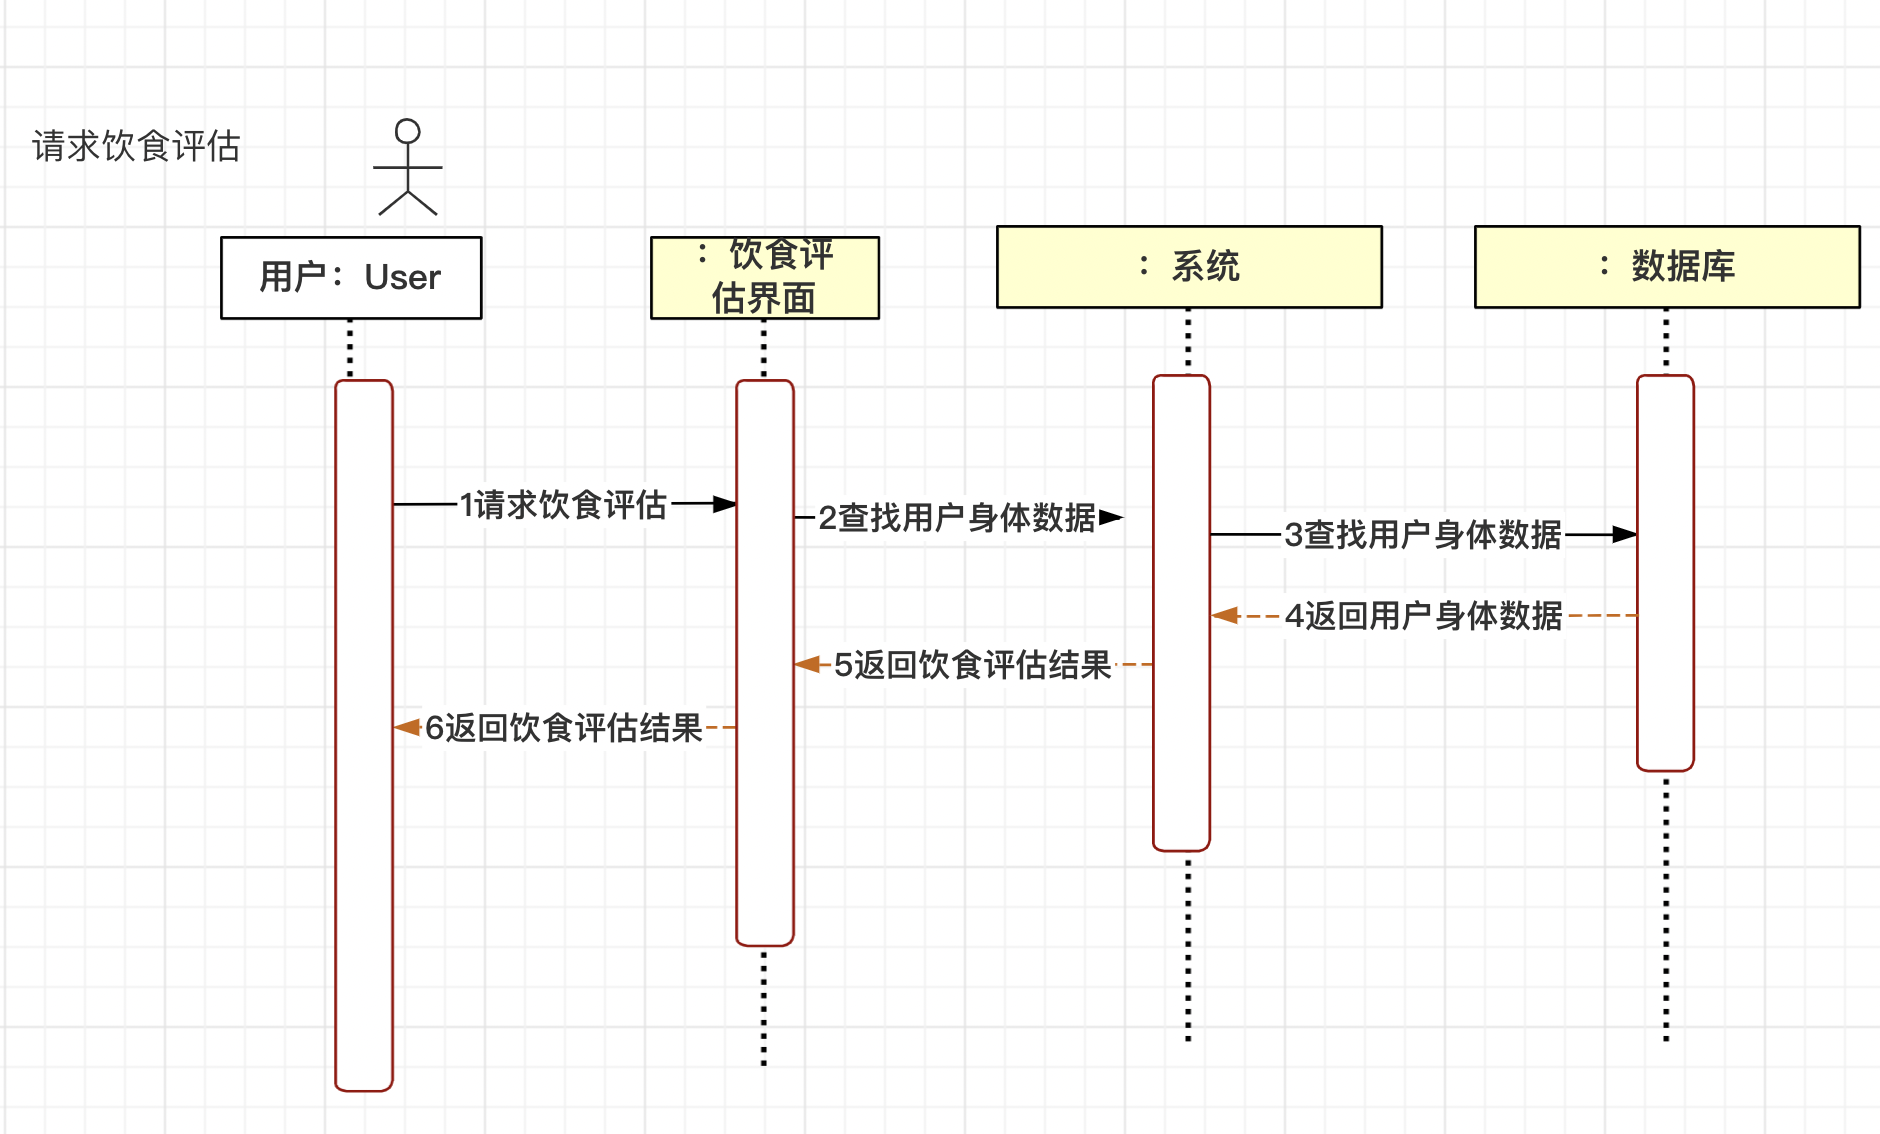 请求饮食评估
用户：User
：饮食评
估界面
：系统
：数据库
1请求饮食评估
2查找用户身体数据
3查找用户身体数据
4返回用户身体数据
5返回饮食评估结果
6返回饮食评估结果